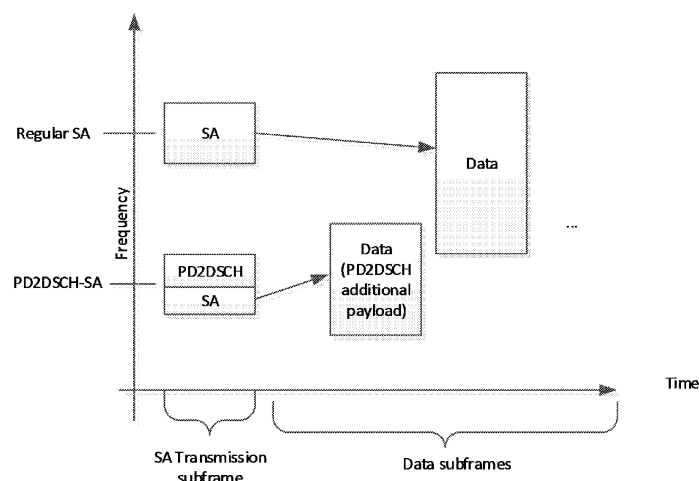 Regular SA
SA
Data
Frequency
...
PD2DSCH-SA
PD2DSCH
SA
Data
(PD2DSCH
additional
payload)
Time
SA Transmission
subframe
Data subframes